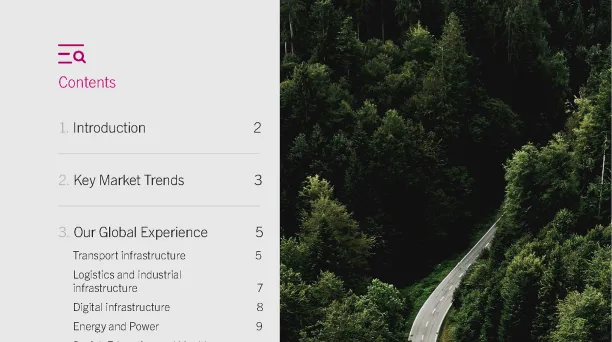 Contents
1. Introduction 2
2. Key Market Trends 3
3. Our Global Experience 5
Transport infrastructure 5
Logistics and industrial
infrastructure 7
Digital infrastructure 8
Energy and Power 9